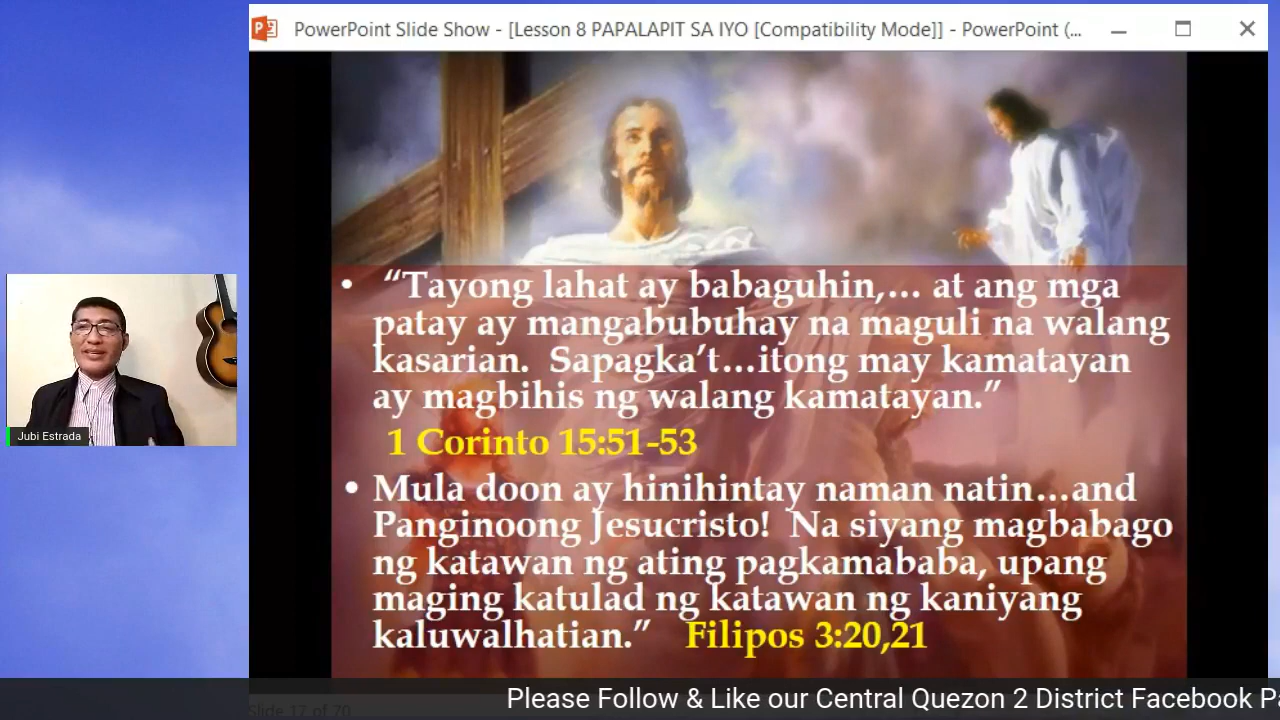 PowerPoint Slide Show - [Lesson 8 PAPALAPIT SA IYO [Compatibility Mode]] - PowerPoint (...
• “Tayong lahat ay babaguhin,... at ang mga
patay ay mangabubuhay na maguli na walang
kasarian. Sapagka’t...itong may kamatayan
ay magbihis ng walang kamatayan.”
1 Corinto 15:51-53
• Mula doon ay hinihintay naman natin...and
Panginoong Jesucristo! Na siyang magbabago
ng katawan ng ating pagkamababa, upang
maging katulad ng katawan ng kaniyang
kaluwalhatian.” Filipos 3:20,21
Jubi Estrada
Please Follow & Like our Central Quezon 2 District Facebook Pa
Slide 17 of 70